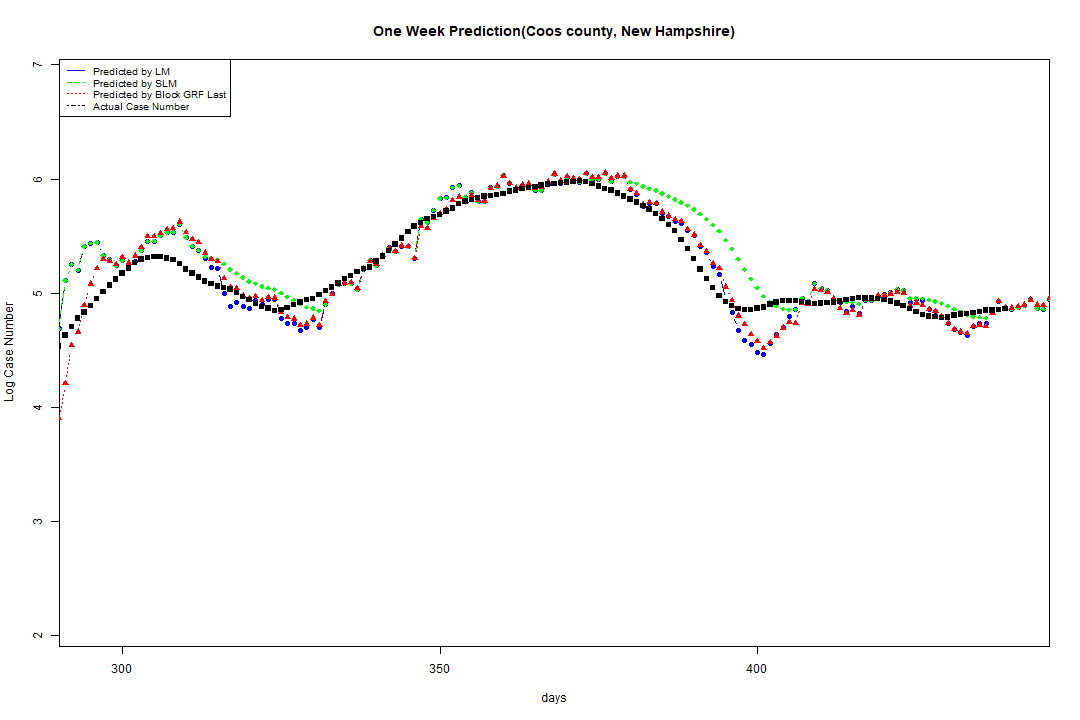 One Week Prediction(Coos county, New Hampshire)
Predicted by LM
Predicted by SLM
Predicted by Block GRF Last
Actual Case Number
7
6
5
4
3
2
Log Case Number
300 350 400
days